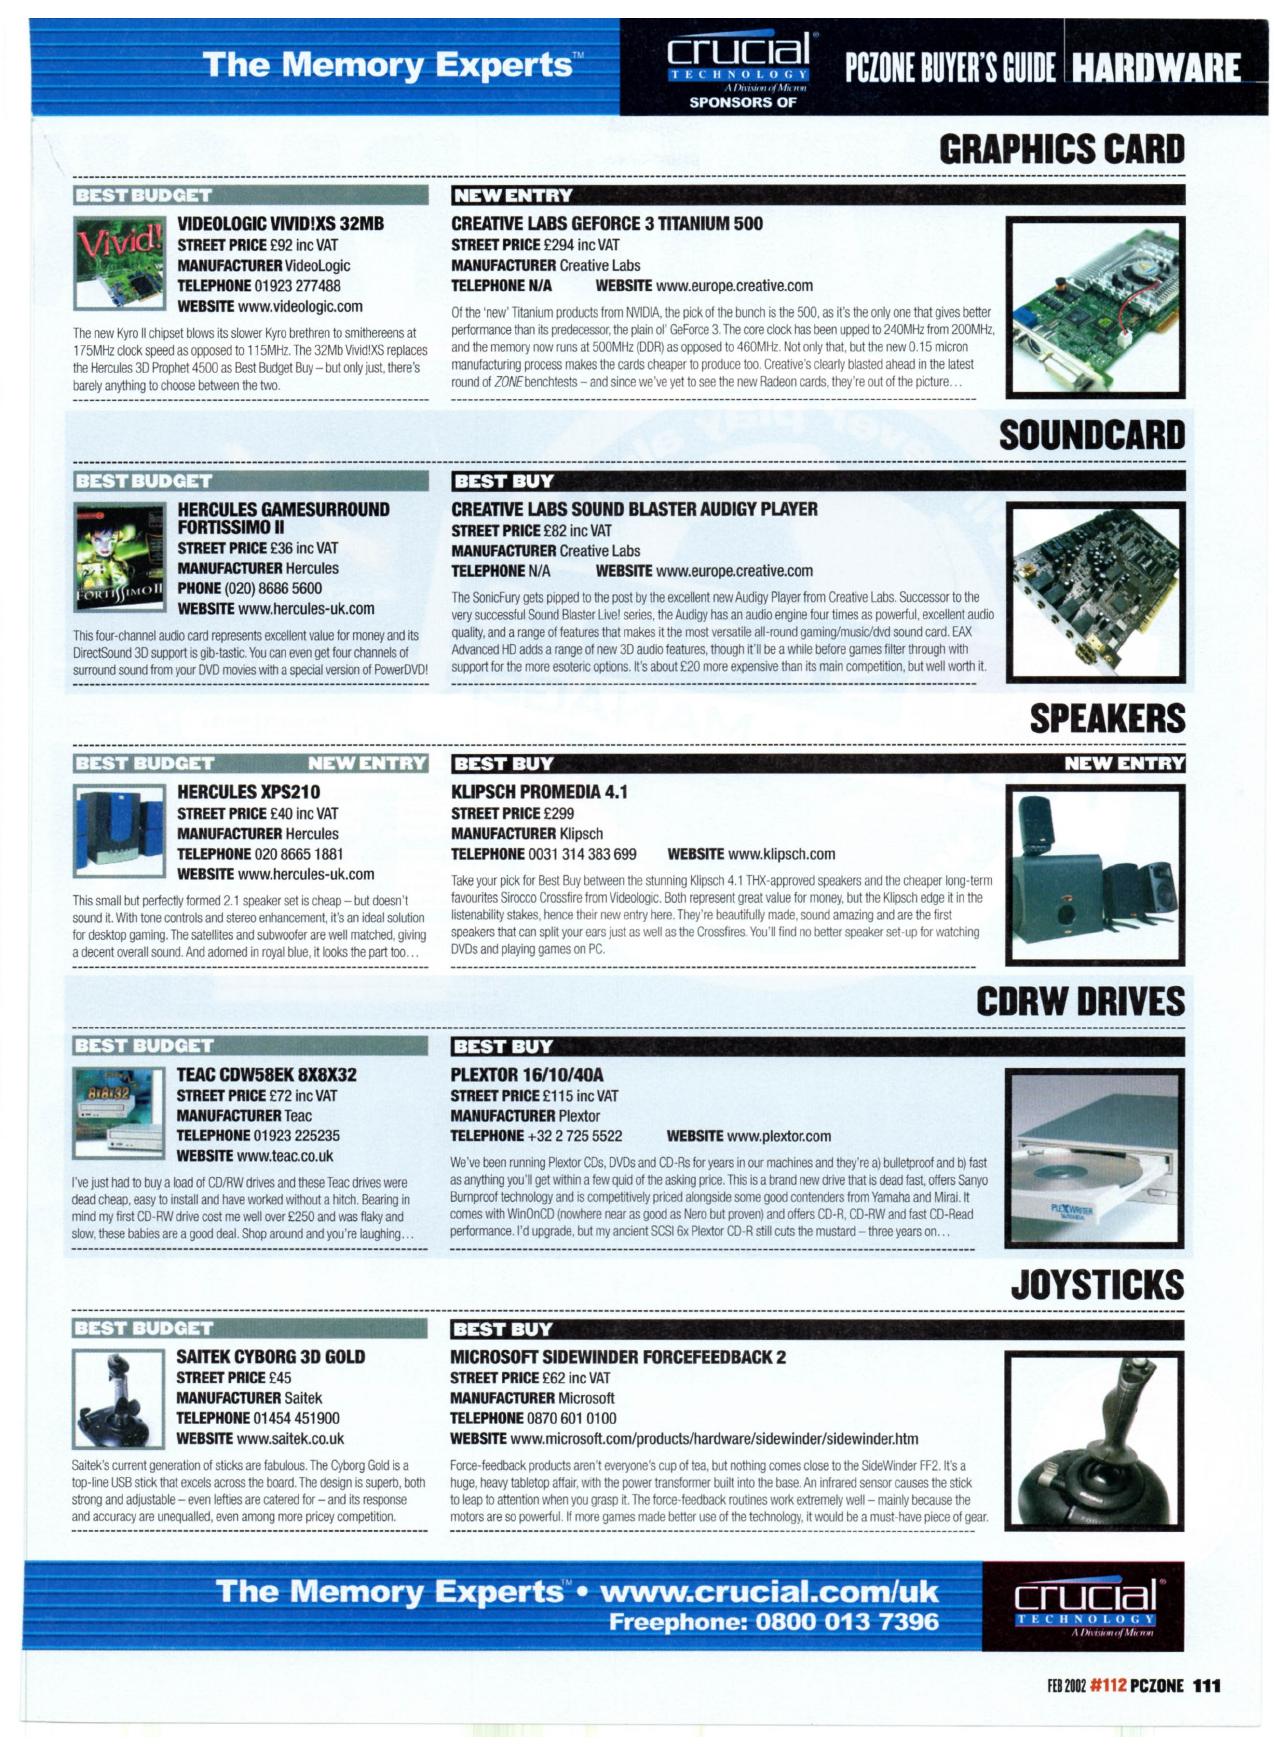 The Memory Experts™
crucial®
TECHNOLOGY
A Division of Micron
SPONSORS OF
PCZONE BUYER'S GUIDE HARDWARE
GRAPHICS CARD
BEST BUDGET
Vivid!
VIDEOLOGIC VIVID!XS 32MB
STREET PRICE £92 inc VAT
MANUFACTURER VideoLogic
TELEPHONE 01923 277488
WEBSITE www.videologic.com
The new Kyro II chipset blows its slower Kyro brethren to smithereens at
175MHz clock speed as opposed to 115MHz. The 32Mb Vivid!XS replaces
the Hercules 3D Prophet 4500 as Best Budget Buy – but only just, there's
barely anything to choose between the two.
NEW ENTRY
CREATIVE LABS GEFORCE 3 TITANIUM 500
STREET PRICE £294 inc VAT
MANUFACTURER Creative Labs
TELEPHONE N/A WEBSITE www.europe.creative.com
Of the 'new' Titanium products from NVIDIA, the pick of the bunch is the 500, as it's the only one that gives better
performance than its predecessor, the plain ol' GeForce 3. The core clock has been upped to 240MHz from 200MHz,
and the memory now runs at 500MHz (DDR) as opposed to 460MHz. Not only that, but the new 0.15 micron
manufacturing process makes the cards cheaper to produce too. Creative's clearly blasted ahead in the latest
round of ZONE benchtests – and since we've yet to see the new Radeon cards, they're out of the picture…
SOUNDCARD
BEST BUDGET
FORTISSIMO II
HERCULES GAMESURROUND
FORTISSIMO II
STREET PRICE £36 inc VAT
MANUFACTURER Hercules
PHONE (020) 8686 5600
WEBSITE www.hercules-uk.com
This four-channel audio card represents excellent value for money and its
DirectSound 3D support is gib-tastic. You can even get four channels of
surround sound from your DVD movies with a special version of PowerDVD!
BEST BUY
CREATIVE LABS SOUND BLASTER AUDIGY PLAYER
STREET PRICE £82 inc VAT
MANUFACTURER Creative Labs
TELEPHONE N/A WEBSITE www.europe.creative.com
The SonicFury gets pipped to the post by the excellent new Audigy Player from Creative Labs. Successor to the
very successful Sound Blaster Live! series, the Audigy has an audio engine four times as powerful, excellent audio
quality, and a range of features that makes it the most versatile all-round gaming/music/dvd sound card. EAX
Advanced HD adds a range of new 3D audio features, though it'll be a while before games filter through with
support for the more esoteric options. It's about £20 more expensive than its main competition, but well worth it.
SPEAKERS
BEST BUDGET NEW ENTRY
HERCULES XPS210
STREET PRICE £40 inc VAT
MANUFACTURER Hercules
TELEPHONE 020 8665 1881
WEBSITE www.hercules-uk.com
This small but perfectly formed 2.1 speaker set is cheap – but doesn't
sound it. With tone controls and stereo enhancement, it's an ideal solution
for desktop gaming. The satellites and subwoofer are well matched, giving
a decent overall sound. And adorned in royal blue, it looks the part too…
BEST BUY NEW ENTRY
KLIPSCH PROMEDIA 4.1
STREET PRICE £299
MANUFACTURER Klipsch
TELEPHONE 0031 314 383 699 WEBSITE www.klipsch.com
Take your pick for Best Buy between the stunning Klipsch 4.1 THX-approved speakers and the cheaper long-term
favourites Sirocco Crossfire from Videologic. Both represent great value for money, but the Klipsch edge it in the
listenability stakes, hence their new entry here. They're beautifully made, sound amazing and are the first
speakers that can split your ears just as well as the Crossfires. You'll find no better speaker set-up for watching
DVDs and playing games on PC.
CDRW DRIVES
BEST BUDGET
8x8x32
TEAC CDW58EK 8X8X32
STREET PRICE £72 inc VAT
MANUFACTURER Teac
TELEPHONE 01923 225235
WEBSITE www.teac.co.uk
I've just had to buy a load of CD/RW drives and these Teac drives were
dead cheap, easy to install and have worked without a hitch. Bearing in
mind my first CD-RW drive cost me well over £250 and was flaky and
slow, these babies are a good deal. Shop around and you're laughing…
BEST BUY
PLEXTOR 16/10/40A
STREET PRICE £115 inc VAT
MANUFACTURER Plextor
TELEPHONE +32 2 725 5522 WEBSITE www.plextor.com
We've been running Plextor CDs, DVDs and CD-Rs for years in our machines and they're a) bulletproof and b) fast
as anything you'll get within a few quid of the asking price. This is a brand new drive that is dead fast, offers Sanyo
Burnproof technology and is competitively priced alongside some good contenders from Yamaha and Mirai. It
comes with WinOnCD (nowhere near as good as Nero but proven) and offers CD-R, CD-RW and fast CD-Read
performance. I'd upgrade, but my ancient SCSI 6x Plextor CD-R still cuts the mustard – three years on…
PLEXWRITER
JOYSTICKS
BEST BUDGET
SAITEK CYBORG 3D GOLD
STREET PRICE £45
MANUFACTURER Saitek
TELEPHONE 01454 451900
WEBSITE www.saitek.co.uk
Saitek's current generation of sticks are fabulous. The Cyborg Gold is a
top-line USB stick that excels across the board. The design is superb, both
strong and adjustable – even lefties are catered for – and its response
and accuracy are unequalled, even among more pricey competition.
BEST BUY
MICROSOFT SIDEWINDER FORCEFEEDBACK 2
STREET PRICE £62 inc VAT
MANUFACTURER Microsoft
TELEPHONE 0870 601 0100
WEBSITE www.microsoft.com/products/hardware/sidewinder/sidewinder.htm
Force-feedback products aren't everyone's cup of tea, but nothing comes close to the SideWinder FF2. It's a
huge, heavy tabletop affair, with the power transformer built into the base. An infrared sensor causes the stick
to leap to attention when you grasp it. The force-feedback routines work extremely well – mainly because the
motors are so powerful. If more games made better use of the technology, it would be a must-have piece of gear.
The Memory Experts™ • www.crucial.com/uk
Freephone: 0800 013 7396
crucial®
TECHNOLOGY
A Division of Micron
FEB 2002 #112 PCZONE 111